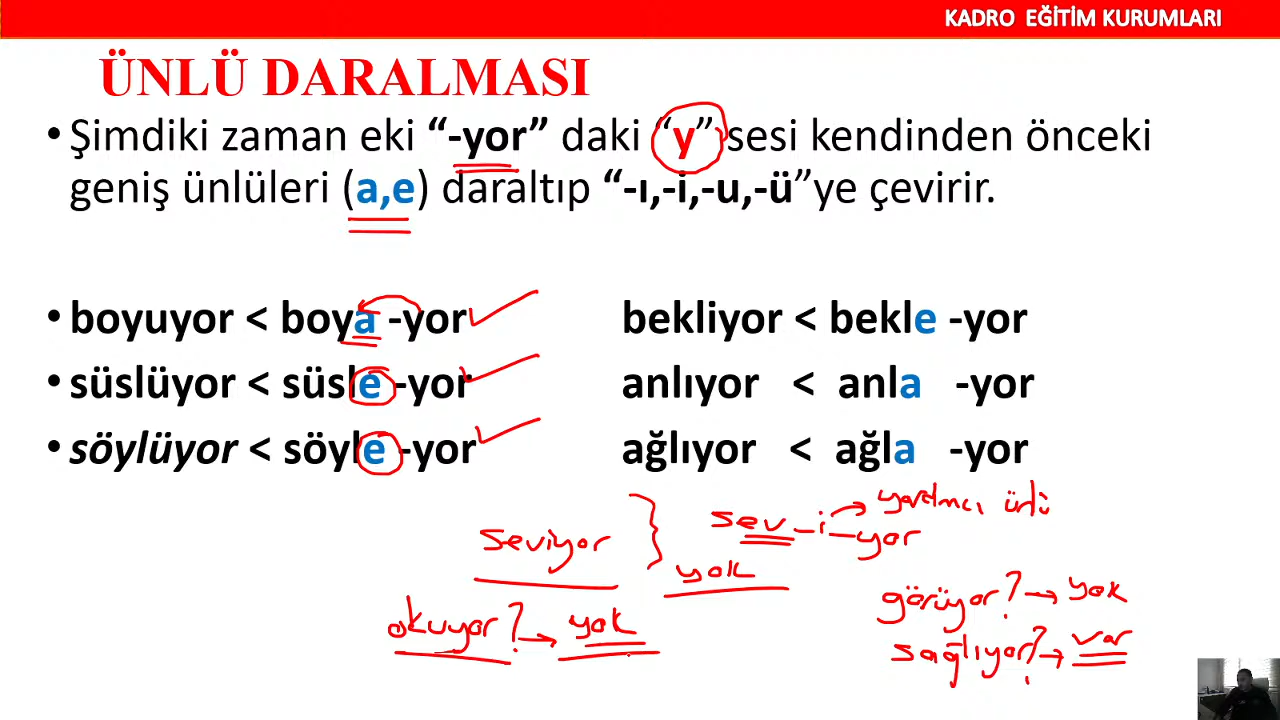 KADRO EĞİTİM KURUMLARI
ÜNLÜ DARALMASI
• Şimdiki zaman eki “-yor” daki “y” sesi kendinden önceki
geniş ünlüleri (a,e) daraltıp “-ı,-i,-u,-ü”ye çevirir.
• boyuyor < boya -yor
• süslüyor < süsle -yor
• söylüyor < söyle -yor
bekliyor < bekle -yor
anlıyor < anla -yor
ağlıyor < ağla -yor
seviyor
sev-i-yor
yardımcı ünlü
yok
okuyor? → yok
görüyor? → yok
sağlıyor? → var